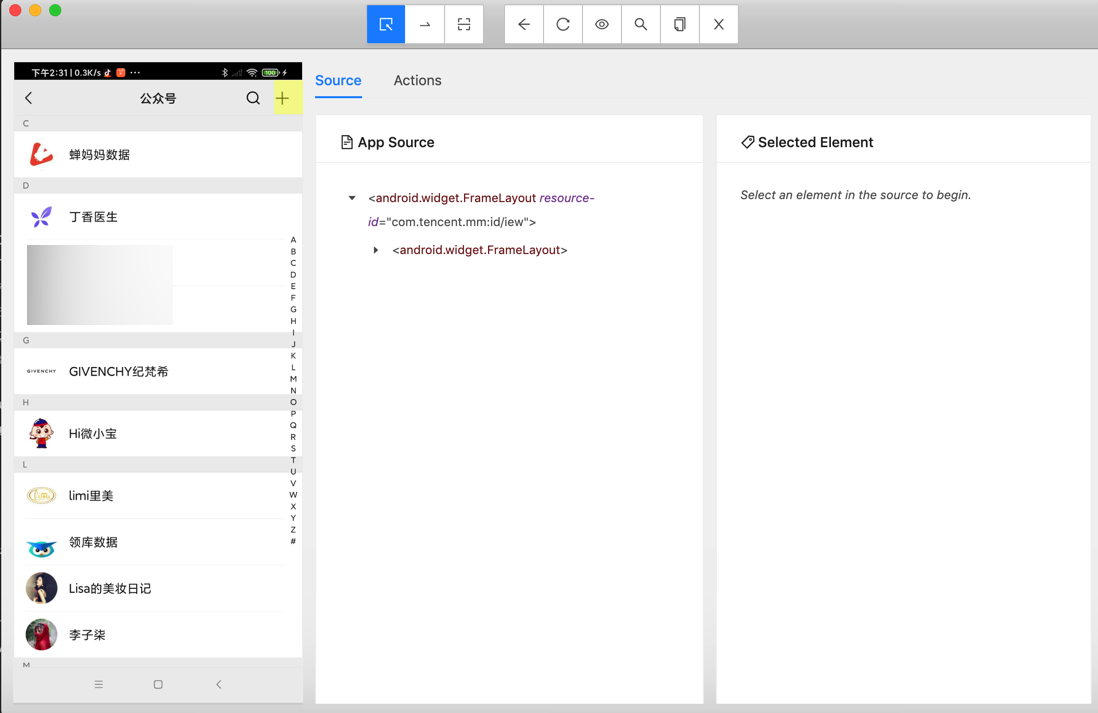 下午2:31 | 0.3K/s ···
100
公众号
C
蝉妈妈数据
D
丁香医生
G
GIVENCHY
GIVENCHY纪梵希
H
Hi微小宝
L
limi里美
领库数据
Lisa的美妆日记
李子柒
M
A
B
C
D
E
F
G
H
I
J
K
L
M
N
O
P
Q
R
S
T
U
V
W
X
Y
Z
#
Source
Actions
App Source
<android.widget.FrameLayout resource-
id="com.tencent.mm:id/iew">
<android.widget.FrameLayout>
Selected Element
Select an element in the source to begin.